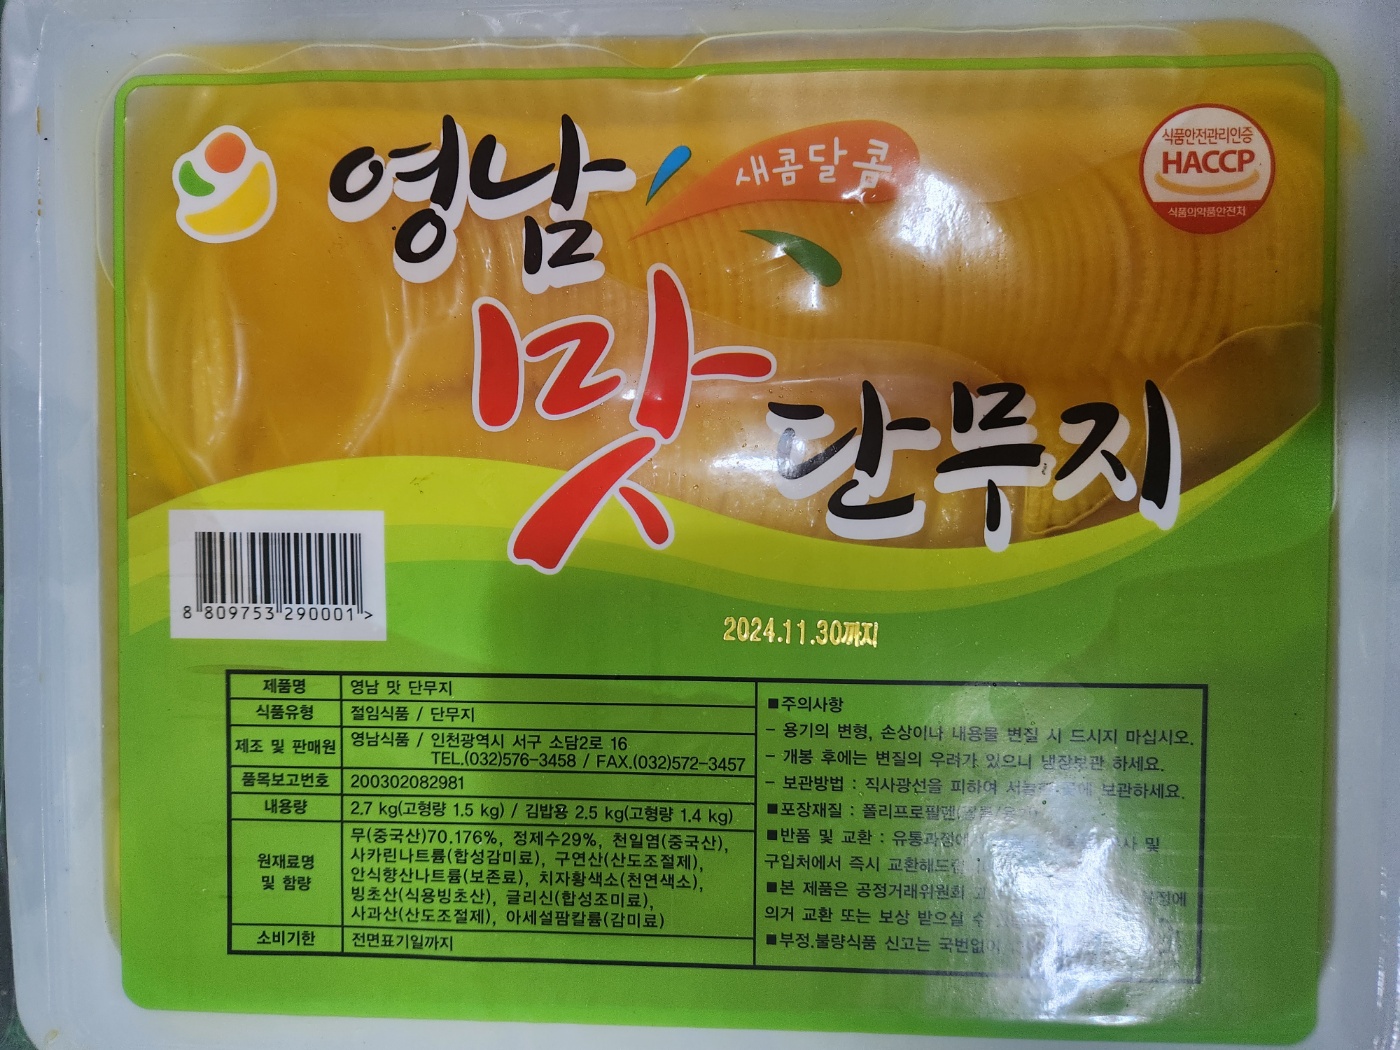 영남
새콤달콤
맛
단무지
식품안전관리인증
HACCP
식품의약품안전처
8 809753 290001 >
2024.11.30까지
제품명 영남 맛 단무지
식품유형 절임식품 / 단무지
제조 및 판매원 영남식품 / 인천광역시 서구 소담2로 16
TEL.(032)576-3458 / FAX.(032)572-3457
품목보고번호 200302082981
내용량 2.7 kg(고형량 1.5 kg) / 김밥용 2.5 kg(고형량 1.4 kg)
원재료명 및 함량
무(중국산)70.176%, 정제수29%, 천일염(중국산),
사카린나트륨(합성감미료), 구연산(산도조절제),
안식향산나트륨(보존료), 치자황색소(천연색소),
빙초산(식용빙초산), 글리신(합성조미료),
사과산(산도조절제), 아세설팜칼륨(감미료)
소비기한 전면표기일까지
■주의사항
- 용기의 변형, 손상이나 내용물 변질 시 드시지 마십시오.
- 개봉 후에는 변질의 우려가 있으니 냉장보관 하세요.
- 보관방법 : 직사광선을 피하여 보관하세요.
■포장재질 : 폴리프로필렌
■반품 및 교환 : 및
구입처에서 즉시
■본 제품은 공정거래위원회
의거 교환 또는 보상 받으실
■부정.불량식품 신고는 국번없이